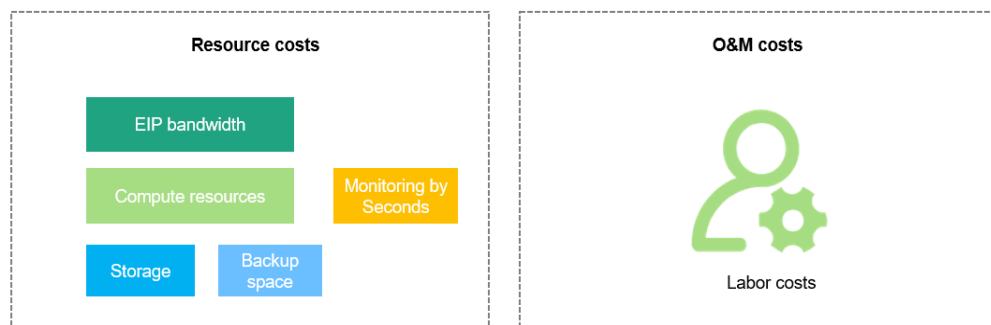 Resource costs
EIP bandwidth
Compute resources
Monitoring by
Seconds
Storage
Backup
space
O&M costs
Labor costs